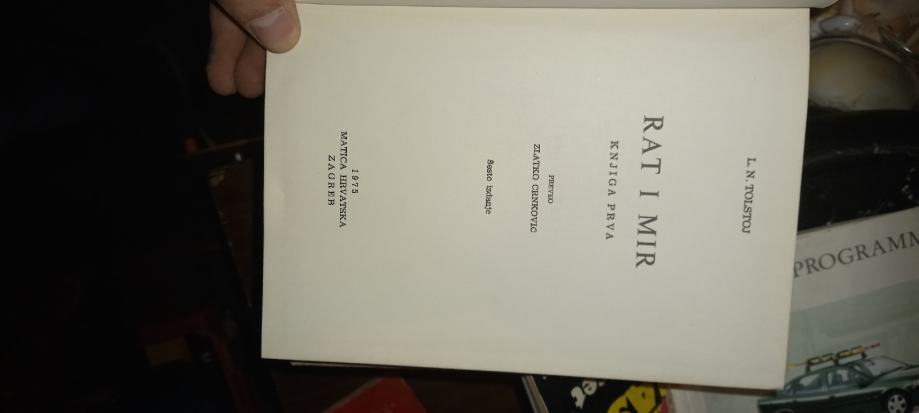 L. N. TOLSTOJ
RAT I MIR
KNJIGA PRVA
PREVEO
ZLATKO CRNKOVIĆ
Šesto izdanje
1975
MATICA HRVATSKA
ZAGREB
PROGRAMM